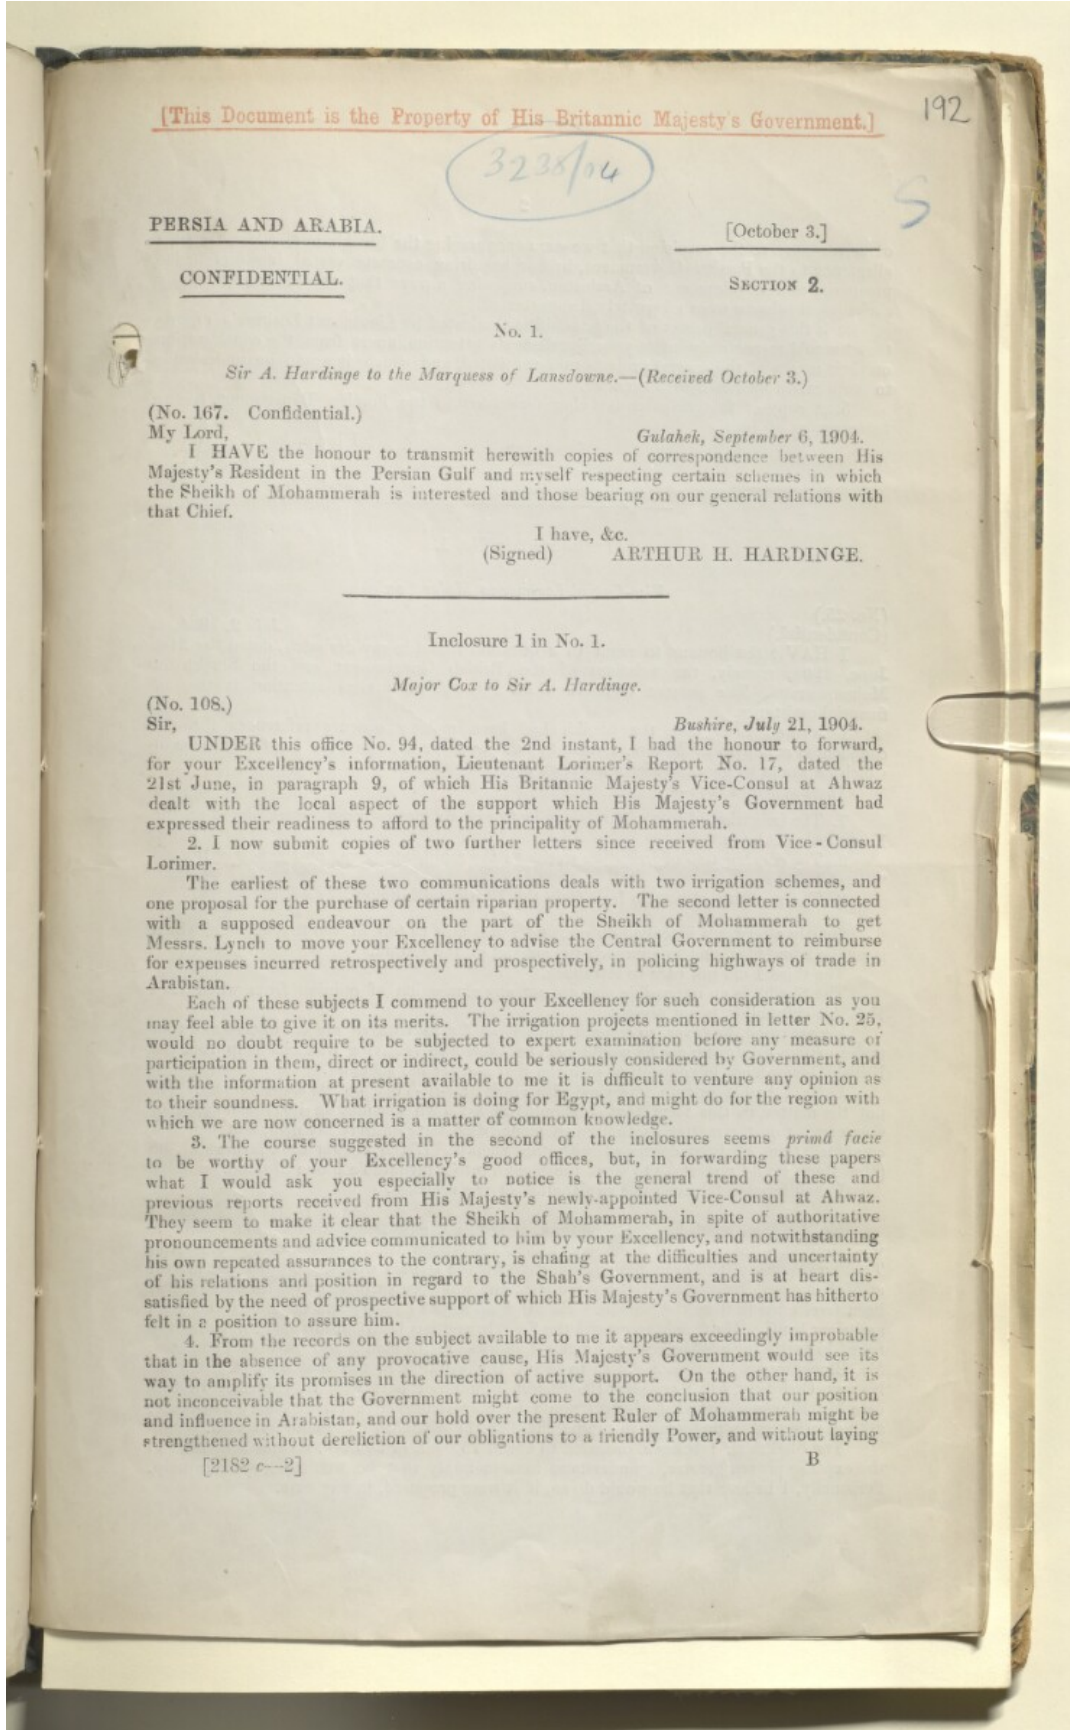 [This Document is the Property of His Britannic Majesty's Government.]
192
3238/04
S
PERSIA AND ARABIA.
[October 3.]
CONFIDENTIAL.
SECTION 2.
No. 1.
Sir A. Hardinge to the Marquess of Lansdowne.—(Received October 3.)
(No. 167. Confidential.)
My Lord,
Gulahek, September 6, 1904.
I HAVE the honour to transmit herewith copies of correspondence between His
Majesty's Resident in the Persian Gulf and myself respecting certain schemes in which
the Sheikh of Mohammerah is interested and those bearing on our general relations with
that Chief.
I have, &c.
(Signed) ARTHUR H. HARDINGE.
Inclosure 1 in No. 1.
Major Cox to Sir A. Hardinge.
(No. 108.)
Sir,
Bushire, July 21, 1904.
UNDER this office No. 94, dated the 2nd instant, I had the honour to forward,
for your Excellency's information, Lieutenant Lorimer's Report No. 17, dated the
21st June, in paragraph 9, of which His Britannic Majesty's Vice-Consul at Ahwaz
dealt with the local aspect of the support which His Majesty's Government had
expressed their readiness to afford to the principality of Mohammerah.
2. I now submit copies of two further letters since received from Vice-Consul
Lorimer.
The earliest of these two communications deals with two irrigation schemes, and
one proposal for the purchase of certain riparian property. The second letter is connected
with a supposed endeavour on the part of the Sheikh of Mohammerah to get
Messrs. Lynch to move your Excellency to advise the Central Government to reimburse
for expenses incurred retrospectively and prospectively, in policing highways of trade in
Arabistan.
Each of these subjects I commend to your Excellency for such consideration as you
may feel able to give it on its merits. The irrigation projects mentioned in letter No. 25,
would no doubt require to be subjected to expert examination before any measure of
participation in them, direct or indirect, could be seriously considered by Government, and
with the information at present available to me it is difficult to venture any opinion as
to their soundness. What irrigation is doing for Egypt, and might do for the region with
which we are now concerned is a matter of common knowledge.
3. The course suggested in the second of the inclosures seems primâ facie
to be worthy of your Excellency's good offices, but, in forwarding these papers
what I would ask you especially to notice is the general trend of these and
previous reports received from His Majesty's newly-appointed Vice-Consul at Ahwaz.
They seem to make it clear that the Sheikh of Mohammerah, in spite of authoritative
pronouncements and advice communicated to him by your Excellency, and notwithstanding
his own repeated assurances to the contrary, is chafing at the difficulties and uncertainty
of his relations and position in regard to the Shah's Government, and is at heart dis-
satisfied by the need of prospective support of which His Majesty's Government has hitherto
felt in a position to assure him.
4. From the records on the subject available to me it appears exceedingly improbable
that in the absence of any provocative cause, His Majesty's Government would see its
way to amplify its promises in the direction of active support. On the other hand, it is
not inconceivable that the Government might come to the conclusion that our position
and influence in Arabistan, and our hold over the present Ruler of Mohammerah might be
strengthened without dereliction of our obligations to a friendly Power, and without laying
[2182 c—2]
B